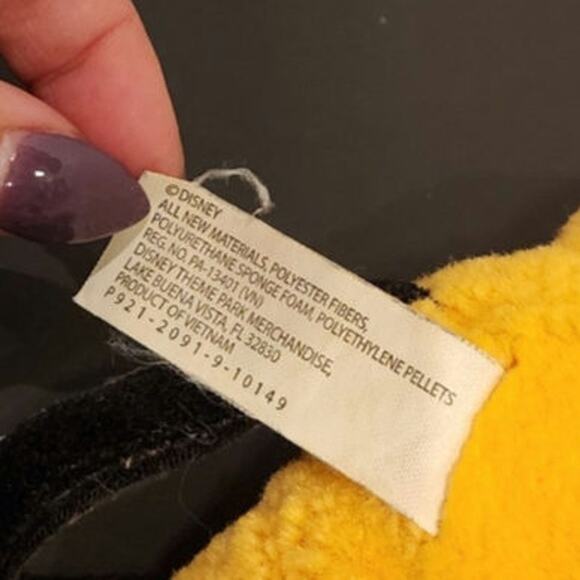 © DISNEY
ALL NEW MATERIALS, POLYESTER FIBERS,
POLYURETHANE SPONGE FOAM, POLYETHYLENE PELLETS
REG. NO. PA-13401 (VN)
DISNEY THEME PARK MERCHANDISE,
LAKE BUENA VISTA, FL 32830
PRODUCT OF VIETNAM
P921-2091-9-10149